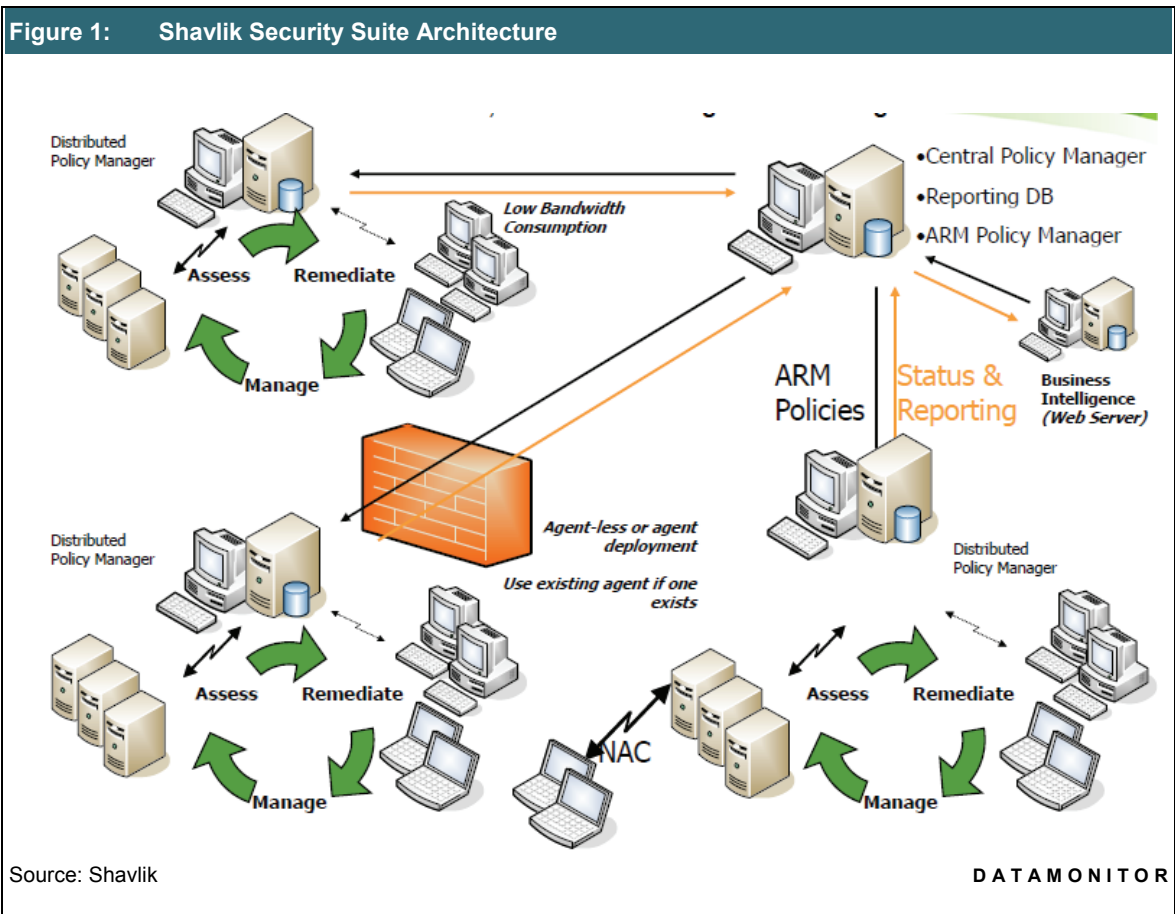 Figure 1: Shavlik Security Suite Architecture
Distributed
Policy Manager
•Central Policy Manager
•Reporting DB
•ARM Policy Manager
Low Bandwidth
Consumption
Assess
Remediate
Manage
ARM
Policies
Status &
Reporting
Business
Intelligence
(Web Server)
Agent-less or agent
deployment
Use existing agent if one
exists
Distributed
Policy Manager
Assess
Remediate
Manage
NAC
Distributed
Policy Manager
Assess
Remediate
Manage
Source: Shavlik
DATAMONITOR